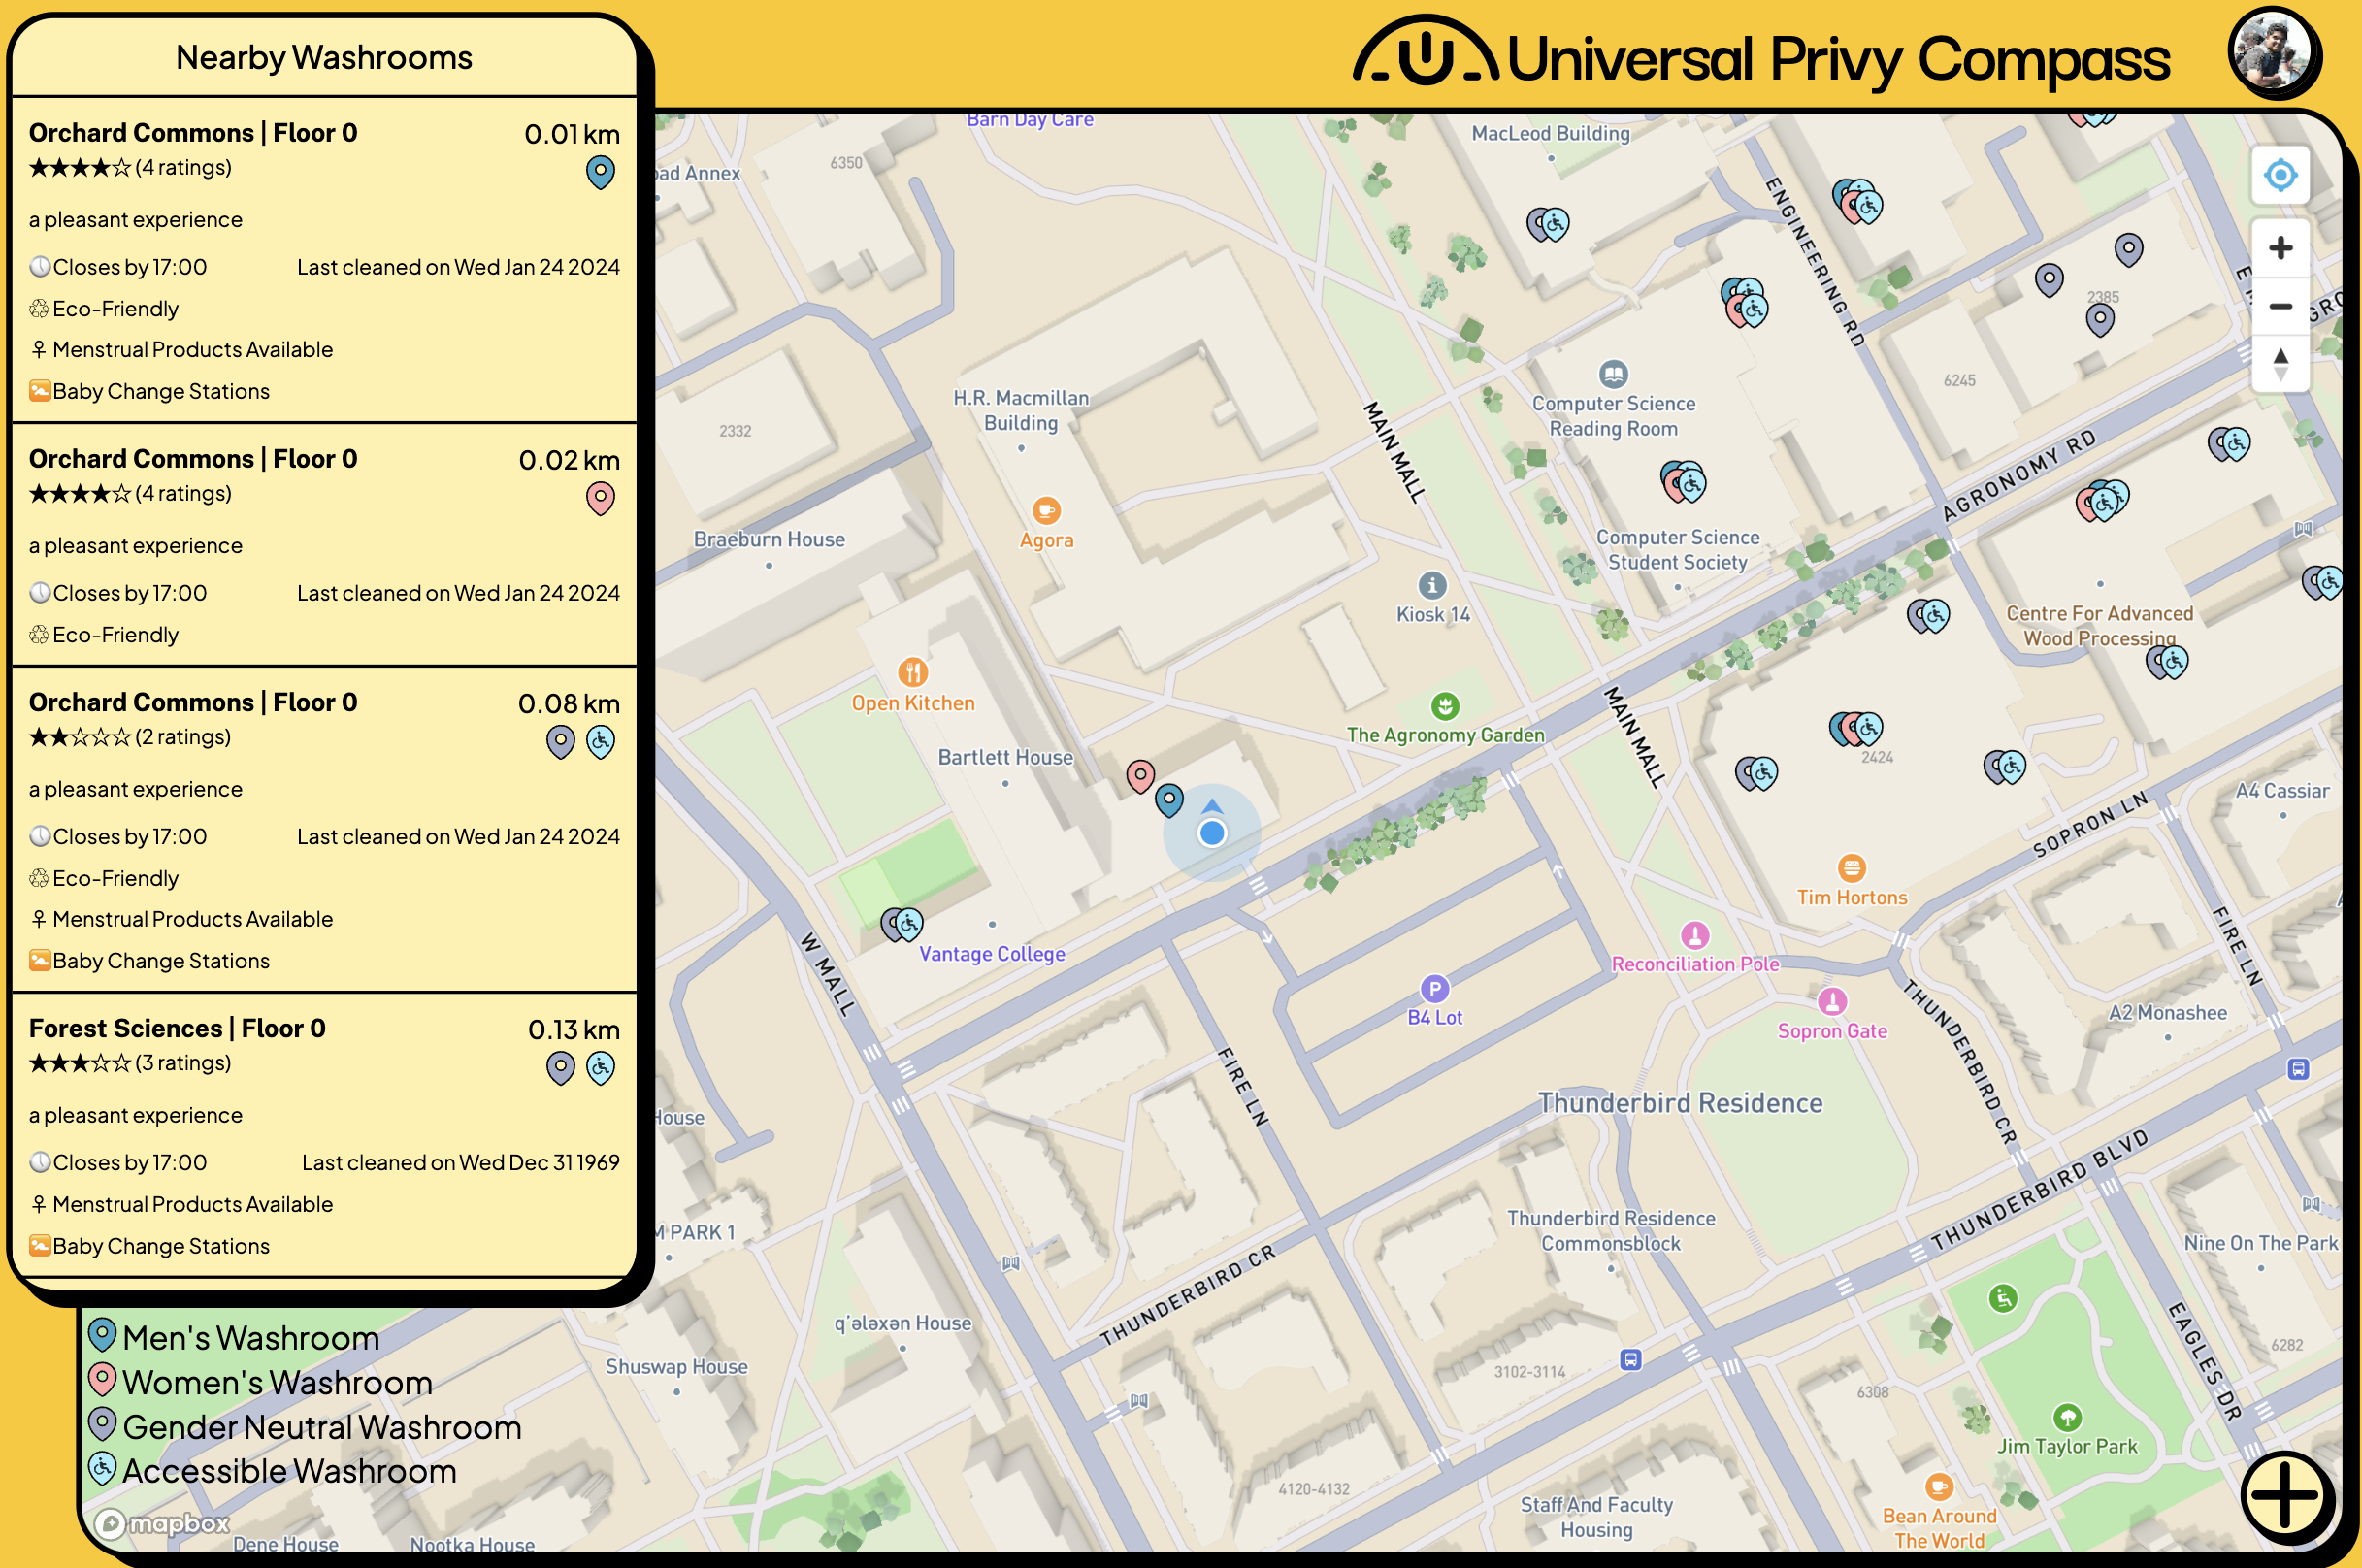 Nearby Washrooms
Orchard Commons | Floor 0
0.01 km
★★★★☆ (4 ratings)
a pleasant experience
Closes by 17:00
Last cleaned on Wed Jan 24 2024
Eco-Friendly
Menstrual Products Available
Baby Change Stations
Orchard Commons | Floor 0
0.02 km
★★★★☆ (4 ratings)
a pleasant experience
Closes by 17:00
Last cleaned on Wed Jan 24 2024
Eco-Friendly
Orchard Commons | Floor 0
0.08 km
★★☆☆☆ (2 ratings)
a pleasant experience
Closes by 17:00
Last cleaned on Wed Jan 24 2024
Eco-Friendly
Menstrual Products Available
Baby Change Stations
Forest Sciences | Floor 0
0.13 km
★★★☆☆ (3 ratings)
a pleasant experience
Closes by 17:00
Last cleaned on Wed Dec 31 1969
Menstrual Products Available
Baby Change Stations
Men's Washroom
Women's Washroom
Gender Neutral Washroom
Accessible Washroom
mapbox
Universal Privy Compass
Barn Day Care
MacLeod Building
6350
Annex
ENGINEERING RD
2385
6245
H.R. Macmillan
Building
Computer Science
Reading Room
MAIN MALL
2332
AGRONOMY RD
Braeburn House
Agora
Computer Science
Student Society
Kiosk 14
Centre For Advanced
Wood Processing
Open Kitchen
The Agronomy Garden
MAIN MALL
Bartlett House
2424
A4 Cassiar
SOPRON LN
Tim Hortons
FIRE LN
Vantage College
W MALL
Reconciliation Pole
B4 Lot
P
Sopron Gate
A2 Monashee
THUNDERBIRD CR
FIRE LN
Thunderbird Residence
House
THUNDERBIRD BLVD
PARK 1
Thunderbird Residence
Commonsblock
Nine On The Park
THUNDERBIRD CR
q'ələxən House
Shuswap House
3102-3114
EAGLES DR
6282
6308
Jim Taylor Park
4120-4132
Staff And Faculty
Housing
Bean Around
The World
Dene House
Nootka House